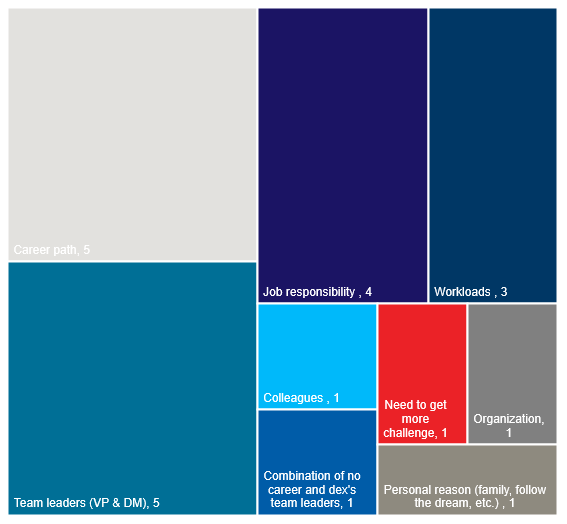 Career path, 5
Job responsibility , 4
Workloads , 3
Colleagues , 1
Need to get
more
challenge, 1
Organization,
1
Combination of no
career and dex's
team leaders, 1
Team leaders (VP & DM), 5
Personal reason (family, follow
the dream, etc.) , 1